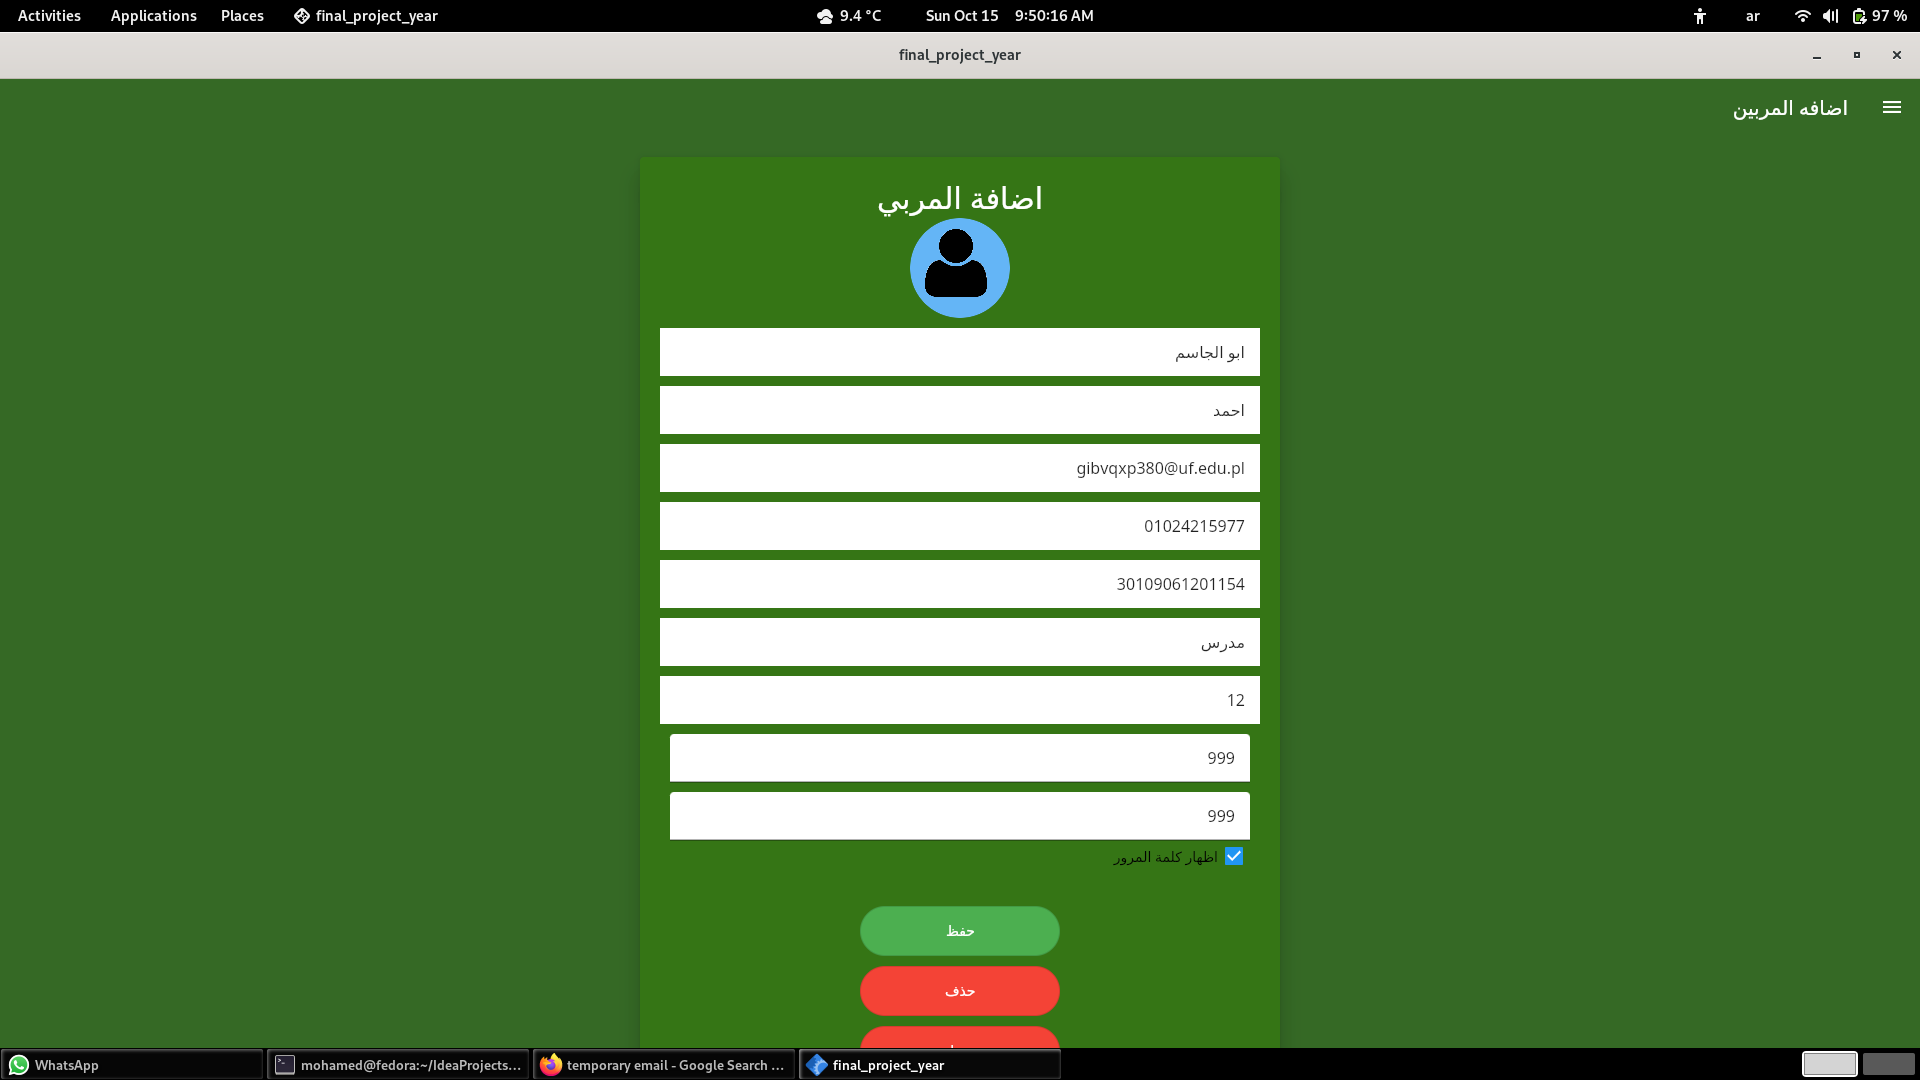 Activities Applications Places final_project_year 9.4 °C Sun Oct 15 9:50:16 AM ar 97 %
final_project_year
اضافه المربين
اضافة المربي
ابو الجاسم
احمد
gibvqxp380@uf.edu.pl
01024215977
30109061201154
مدرس
12
999
999
اظهار كلمة المرور
حفظ
حذف
WhatsApp mohamed@fedora:~/IdeaProjects... temporary email - Google Search ... final_project_year